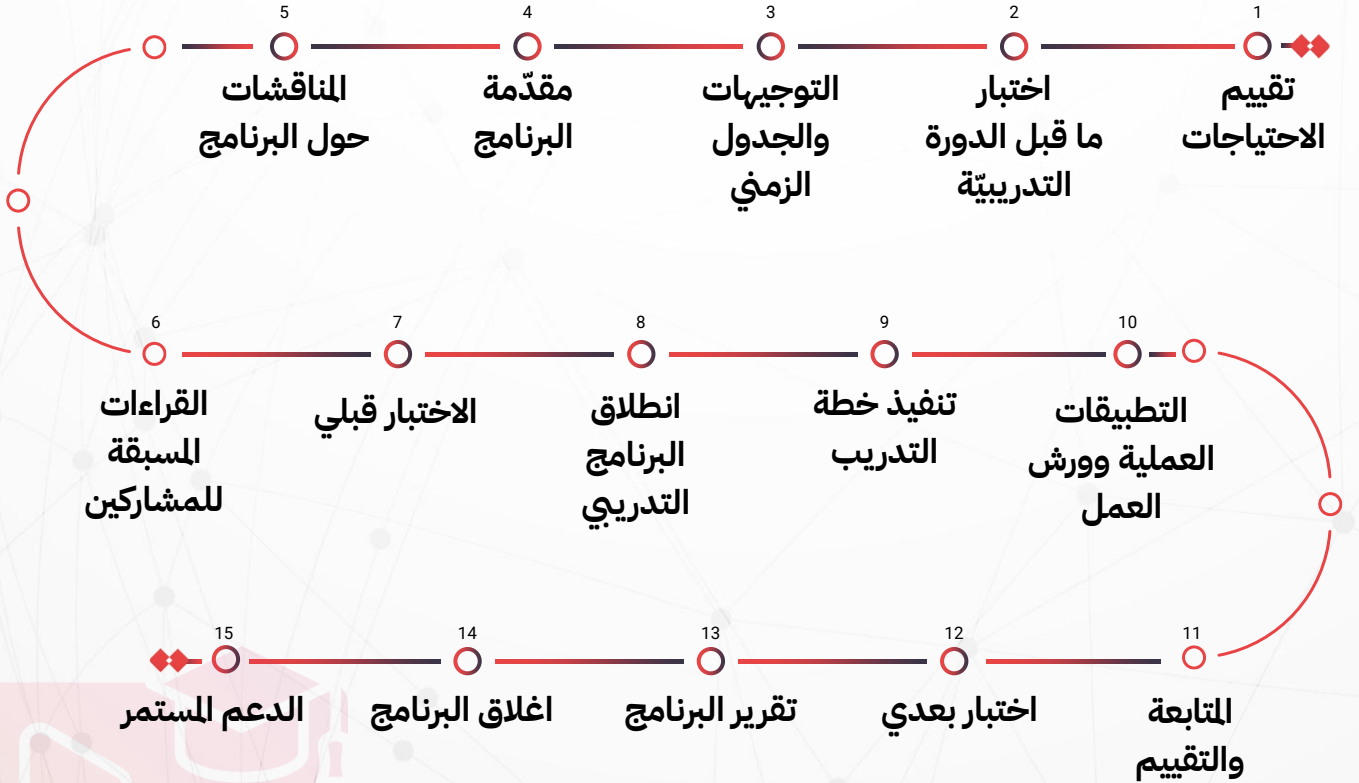 1
تقييم
الاحتياجات
2
اختبار
ما قبل الدورة
التدريبيّة
3
التوجيهات
والجدول
الزمني
4
مقدّمة
البرنامج
5
المناقشات
حول البرنامج
6
القراءات
المسبقة
للمشاركين
7
الاختبار قبلي
8
انطلاق
البرنامج
التدريبي
9
تنفيذ خطة
التدريب
10
التطبيقات
العملية وورش
العمل
11
المتابعة
والتقييم
12
اختبار بعدي
13
تقرير البرنامج
14
اغلاق البرنامج
15
الدعم المستمر